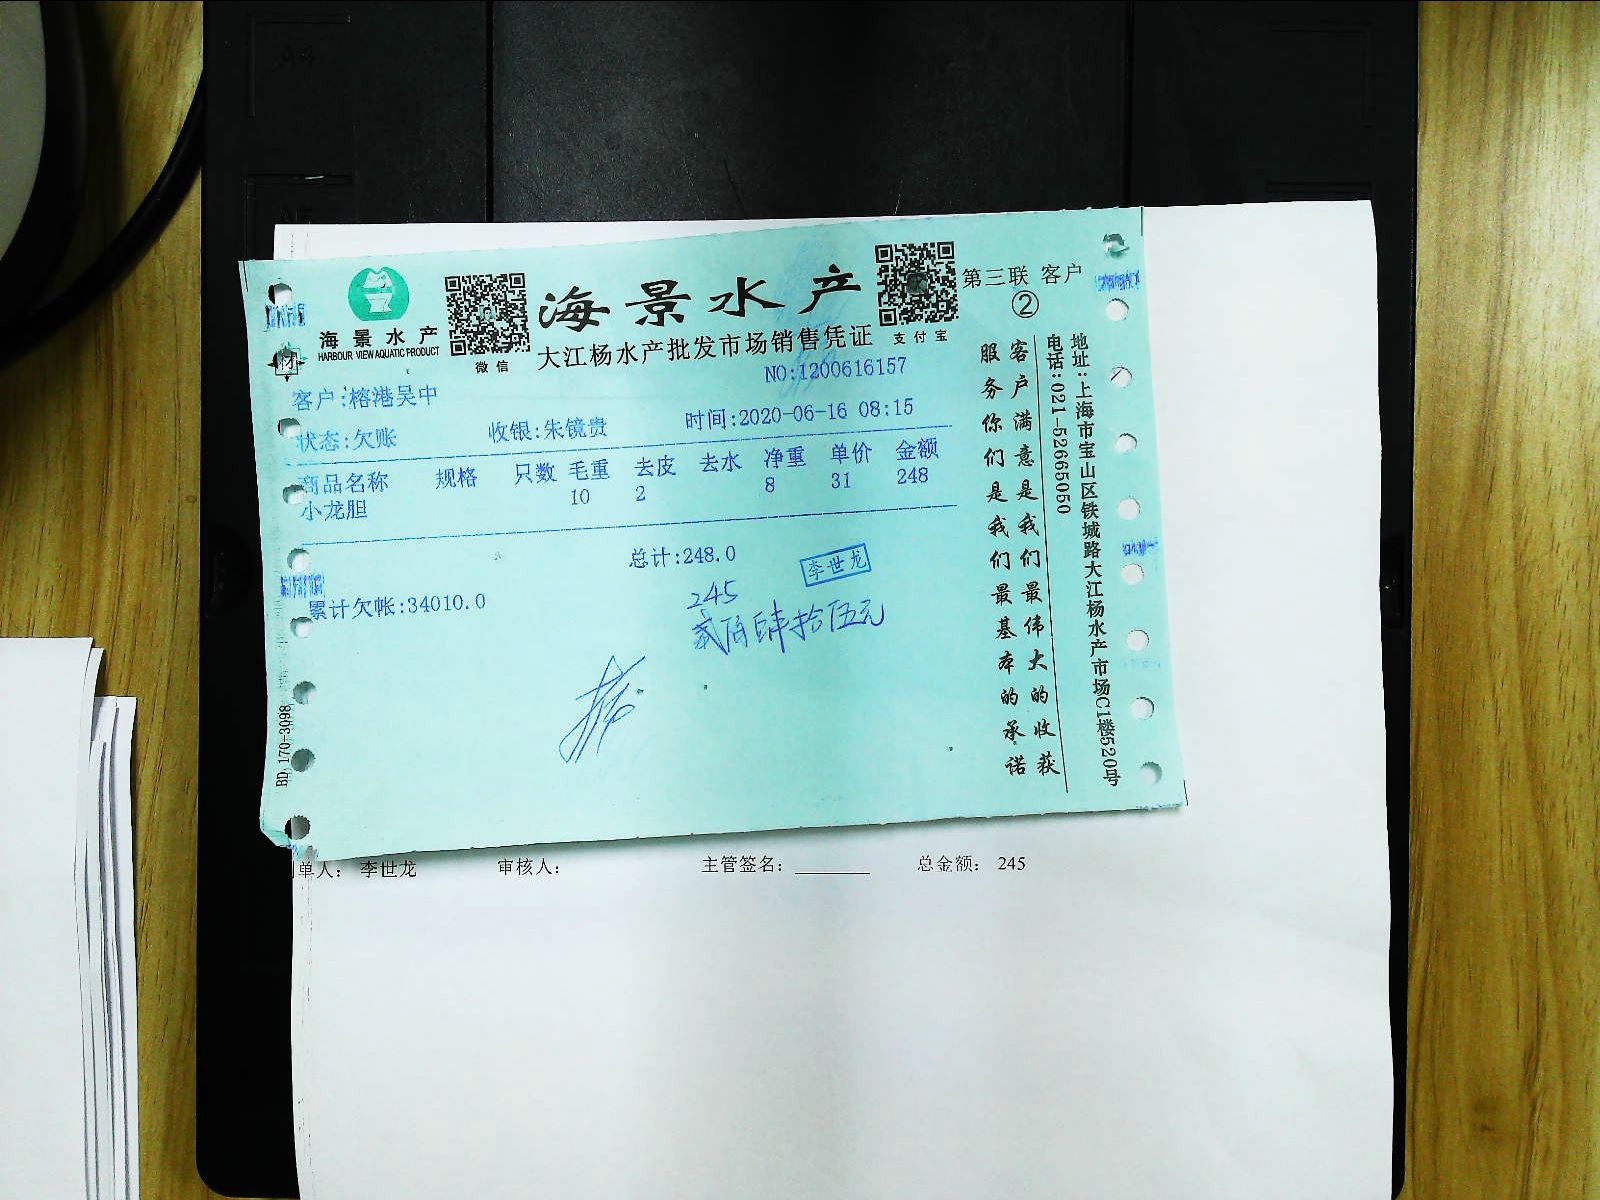 海景水产
HARBOUR VIEW AQUATIC PRODUCT
微信
海景水产
大江杨水产批发市场销售凭证
支付宝
第三联 客户
②
NO:1200616157
客户:榕港吴中
状态:欠账 收银:朱镜贵 时间:2020-06-16 08:15
商品名称 规格 只数 毛重 去皮 去水 净重 单价 金额
小龙胆 10 2 8 31 248
总计:248.0
李世龙
累计欠帐:34010.0
245
贰佰肆拾伍元
客户满意是我们最伟大的收获
服务你们是我们最基本的承诺
地址:上海市宝山区铁城路大江杨水产市场C1楼520号
电话:021-52665050
BD 170-3098
单人: 李世龙 审核人: 主管签名: 总金额: 245